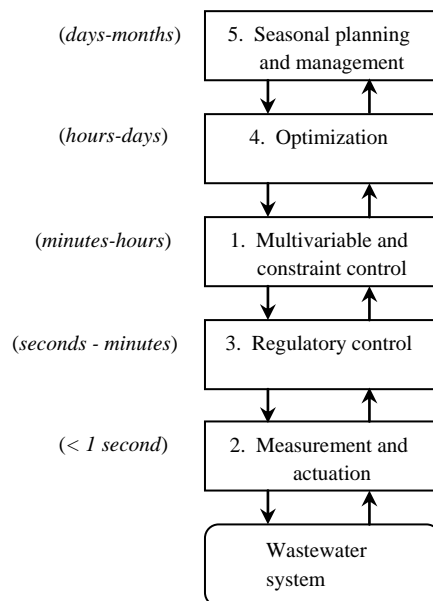 (days-months)
5. Seasonal planning
and management
(hours-days)
4. Optimization
(minutes-hours)
1. Multivariable and
constraint control
(seconds - minutes)
3. Regulatory control
(< 1 second)
2. Measurement and
actuation
Wastewater
system